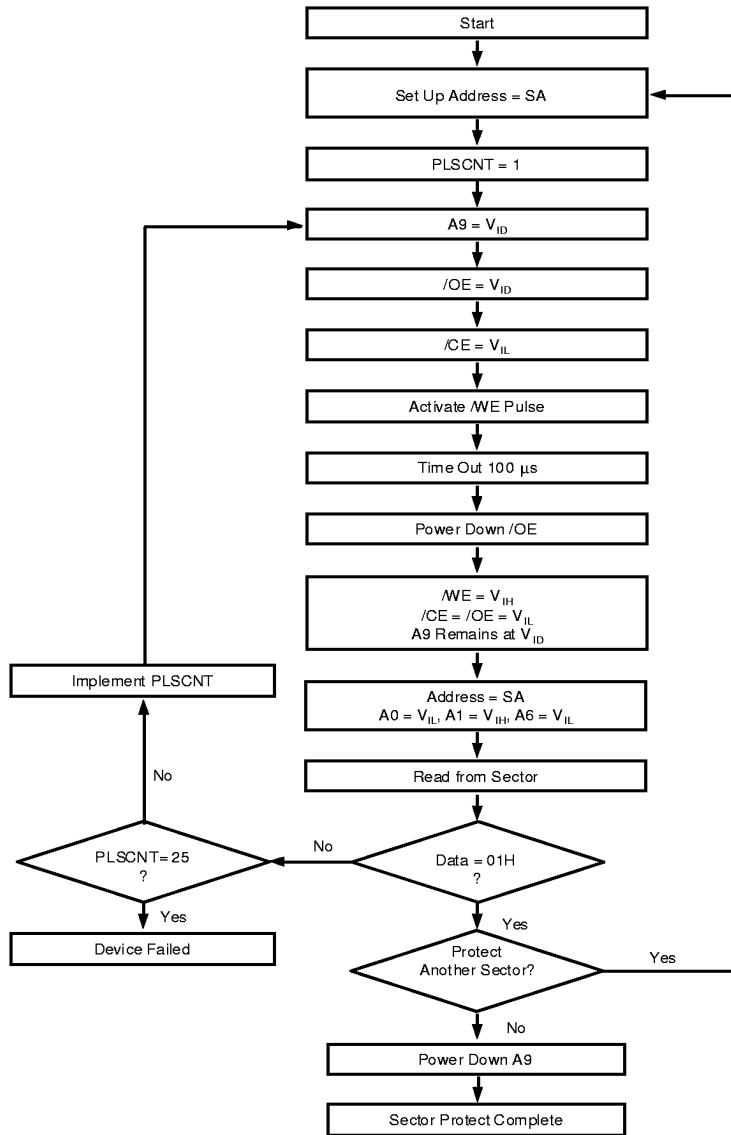 Start
Set Up Address = SA
PLSCNT = 1
A9 = VID
/OE = VID
/CE = VIL
Activate /WE Pulse
Time Out 100 µs
Power Down /OE
/WE = VIH
/CE = /OE = VIL
A9 Remains at VID
Implement PLSCNT
Address = SA
A0 = VIL, A1 = VIH, A6 = VIL
No
Read from Sector
PLSCNT= 25
?
No
Data = 01H
?
Yes
Yes
Device Failed
Protect
Another Sector?
Yes
No
Power Down A9
Sector Protect Complete